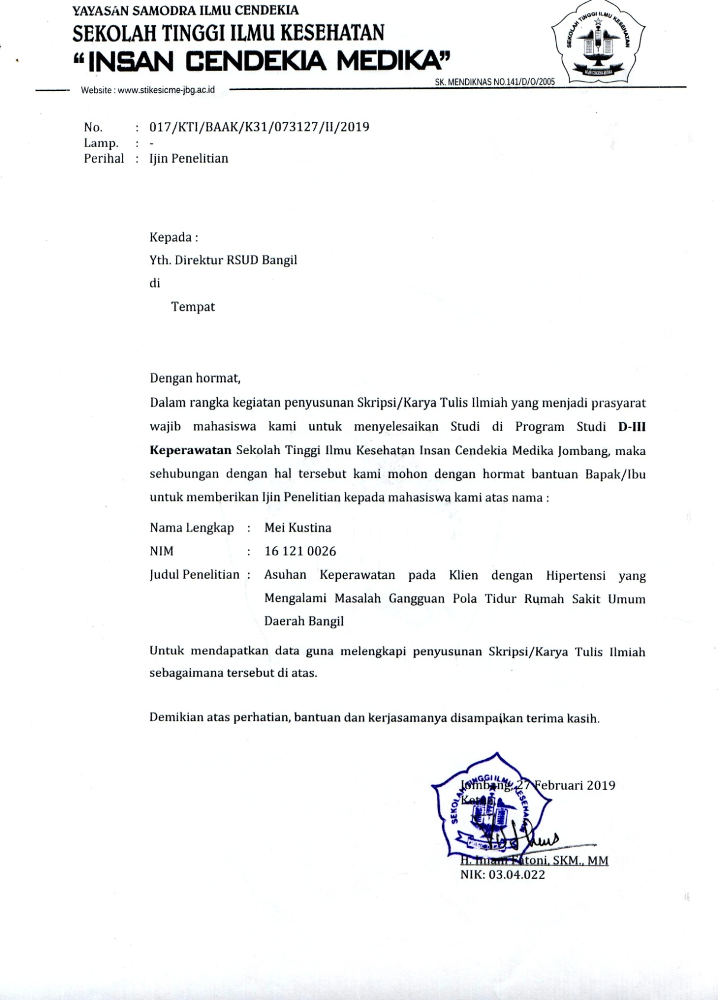 YAYASAN SAMODRA ILMU CENDEKIA
SEKOLAH TINGGI ILMU KESEHATAN
“INSAN CENDEKIA MEDIKA”
SEKOLAH TINGGI ILMU KESEHATAN
INSAN CENDEKIA MEDIKA
SK. MENDIKNAS NO.141/D/O/2005
Website : www.stikesicme-jbg.ac.id
No. : 017/KTI/BAAK/K31/073127/II/2019
Lamp. : -
Perihal : Ijin Penelitian
Kepada :
Yth. Direktur RSUD Bangil
di
Tempat
Dengan hormat,
Dalam rangka kegiatan penyusunan Skripsi/Karya Tulis Ilmiah yang menjadi prasyarat
wajib mahasiswa kami untuk menyelesaikan Studi di Program Studi D-III
Keperawatan Sekolah Tinggi Ilmu Kesehatan Insan Cendekia Medika Jombang, maka
sehubungan dengan hal tersebut kami mohon dengan hormat bantuan Bapak/Ibu
untuk memberikan Ijin Penelitian kepada mahasiswa kami atas nama :
Nama Lengkap : Mei Kustina
NIM : 16 121 0026
Judul Penelitian : Asuhan Keperawatan pada Klien dengan Hipertensi yang
Mengalami Masalah Gangguan Pola Tidur Rumah Sakit Umum
Daerah Bangil
Untuk mendapatkan data guna melengkapi penyusunan Skripsi/Karya Tulis Ilmiah
sebagaimana tersebut di atas.
Demikian atas perhatian, bantuan dan kerjasamanya disampaikan terima kasih.
Jombang, 27 Februari 2019
Ketua,
SEKOLAH TINGGI ILMU KESEHATAN
H. Imam Fatoni, SKM., MM
NIK: 03.04.022